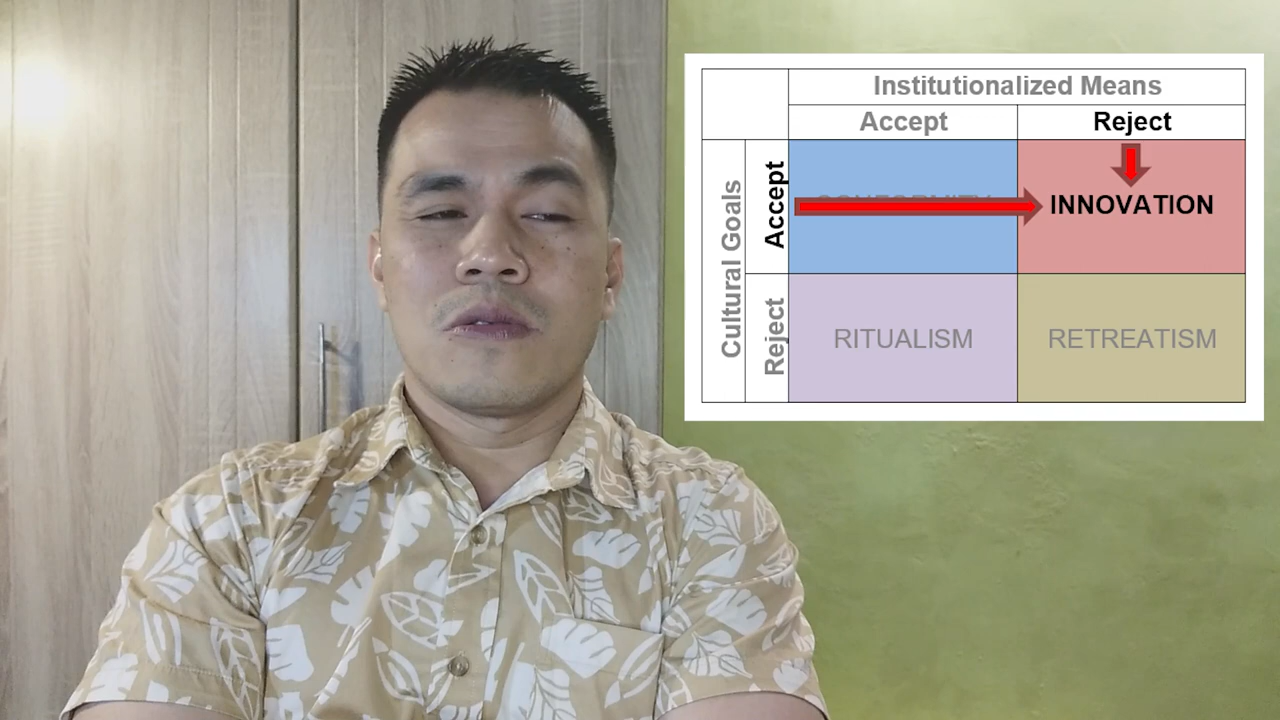 Institutionalized Means
Accept
Reject
Cultural Goals
Accept
INNOVATION
Reject
RITUALISM
RETREATISM